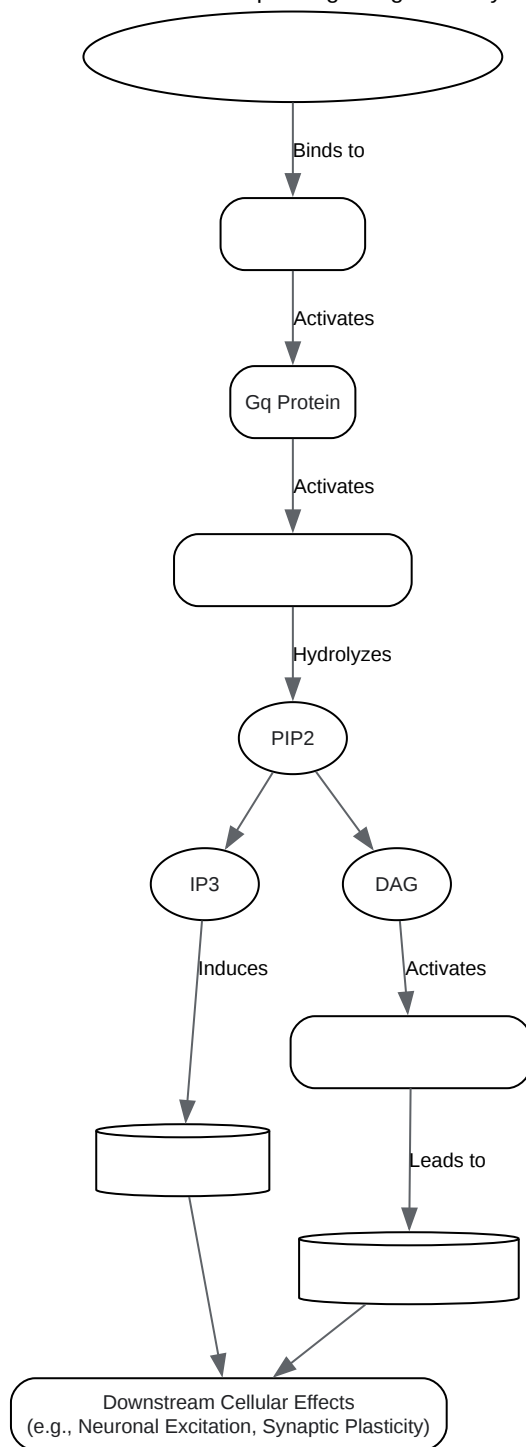 Binds to
Activates
Gq Protein
Activates
Hydrolyzes
PIP2
IP3
DAG
Induces
Activates
Leads to
Downstream Cellular Effects
(e.g., Neuronal Excitation, Synaptic Plasticity)